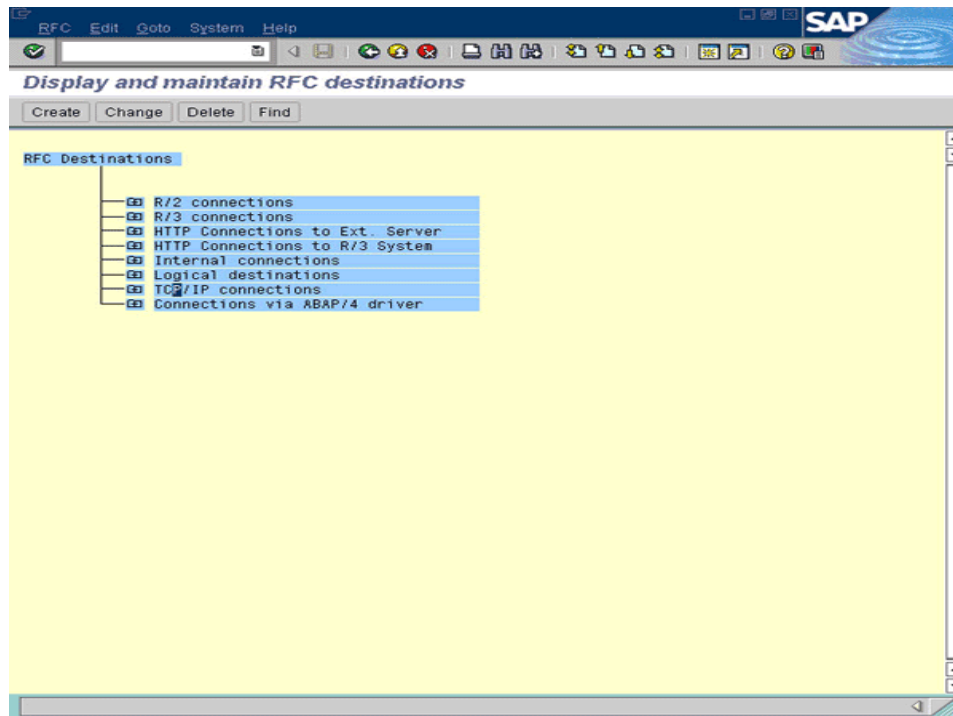 RFC Edit Goto System Help
SAP
Display and maintain RFC destinations
Create Change Delete Find
RFC Destinations
R/2 connections
R/3 connections
HTTP Connections to Ext. Server
HTTP Connections to R/3 System
Internal connections
Logical destinations
TCP/IP connections
Connections via ABAP/4 driver